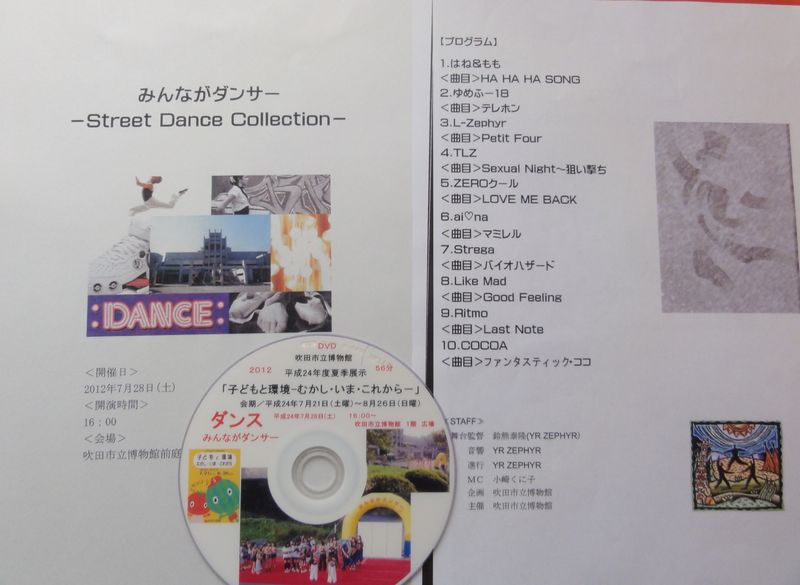 みんながダンサー
－Street Dance Collection－
:DANCE:
＜開催日＞
2012年7月28日(土)
＜開演時間＞
16：00
＜会場＞
吹田市立博物館前庭
DVD
吹田市立博物館
2012 平成24年度夏季展示 56分
「子どもと環境－むかし・いま・これから－」
会期／平成24年7月21日(土曜)～8月26日(日曜)
ダンス 平成24年7月28日(土) 16:00～
みんながダンサー 吹田市立博物館 1階 広場
子どもと環境
【プログラム】
1.はね&もも
＜曲目＞HA HA HA SONG
2.ゆめふー18
＜曲目＞テレホン
3.L-Zephyr
＜曲目＞Petit Four
4.TLZ
＜曲目＞Sexual Night～狙い撃ち
5.ZEROクール
＜曲目＞LOVE ME BACK
6.ai♡na
＜曲目＞マミレル
7.Strega
＜曲目＞バイオハザード
8.Like Mad
＜曲目＞Good Feeling
9.Ritmo
＜曲目＞Last Note
10.COCOA
＜曲目＞ファンタスティック・ココ
STAFF＞
舞台監督 鈴熊泰隆(YR ZEPHYR)
音響 YR ZEPHYR
進行 YR ZEPHYR
ＭＣ 小崎くに子
企画 吹田市立博物館
主催 吹田市立博物館